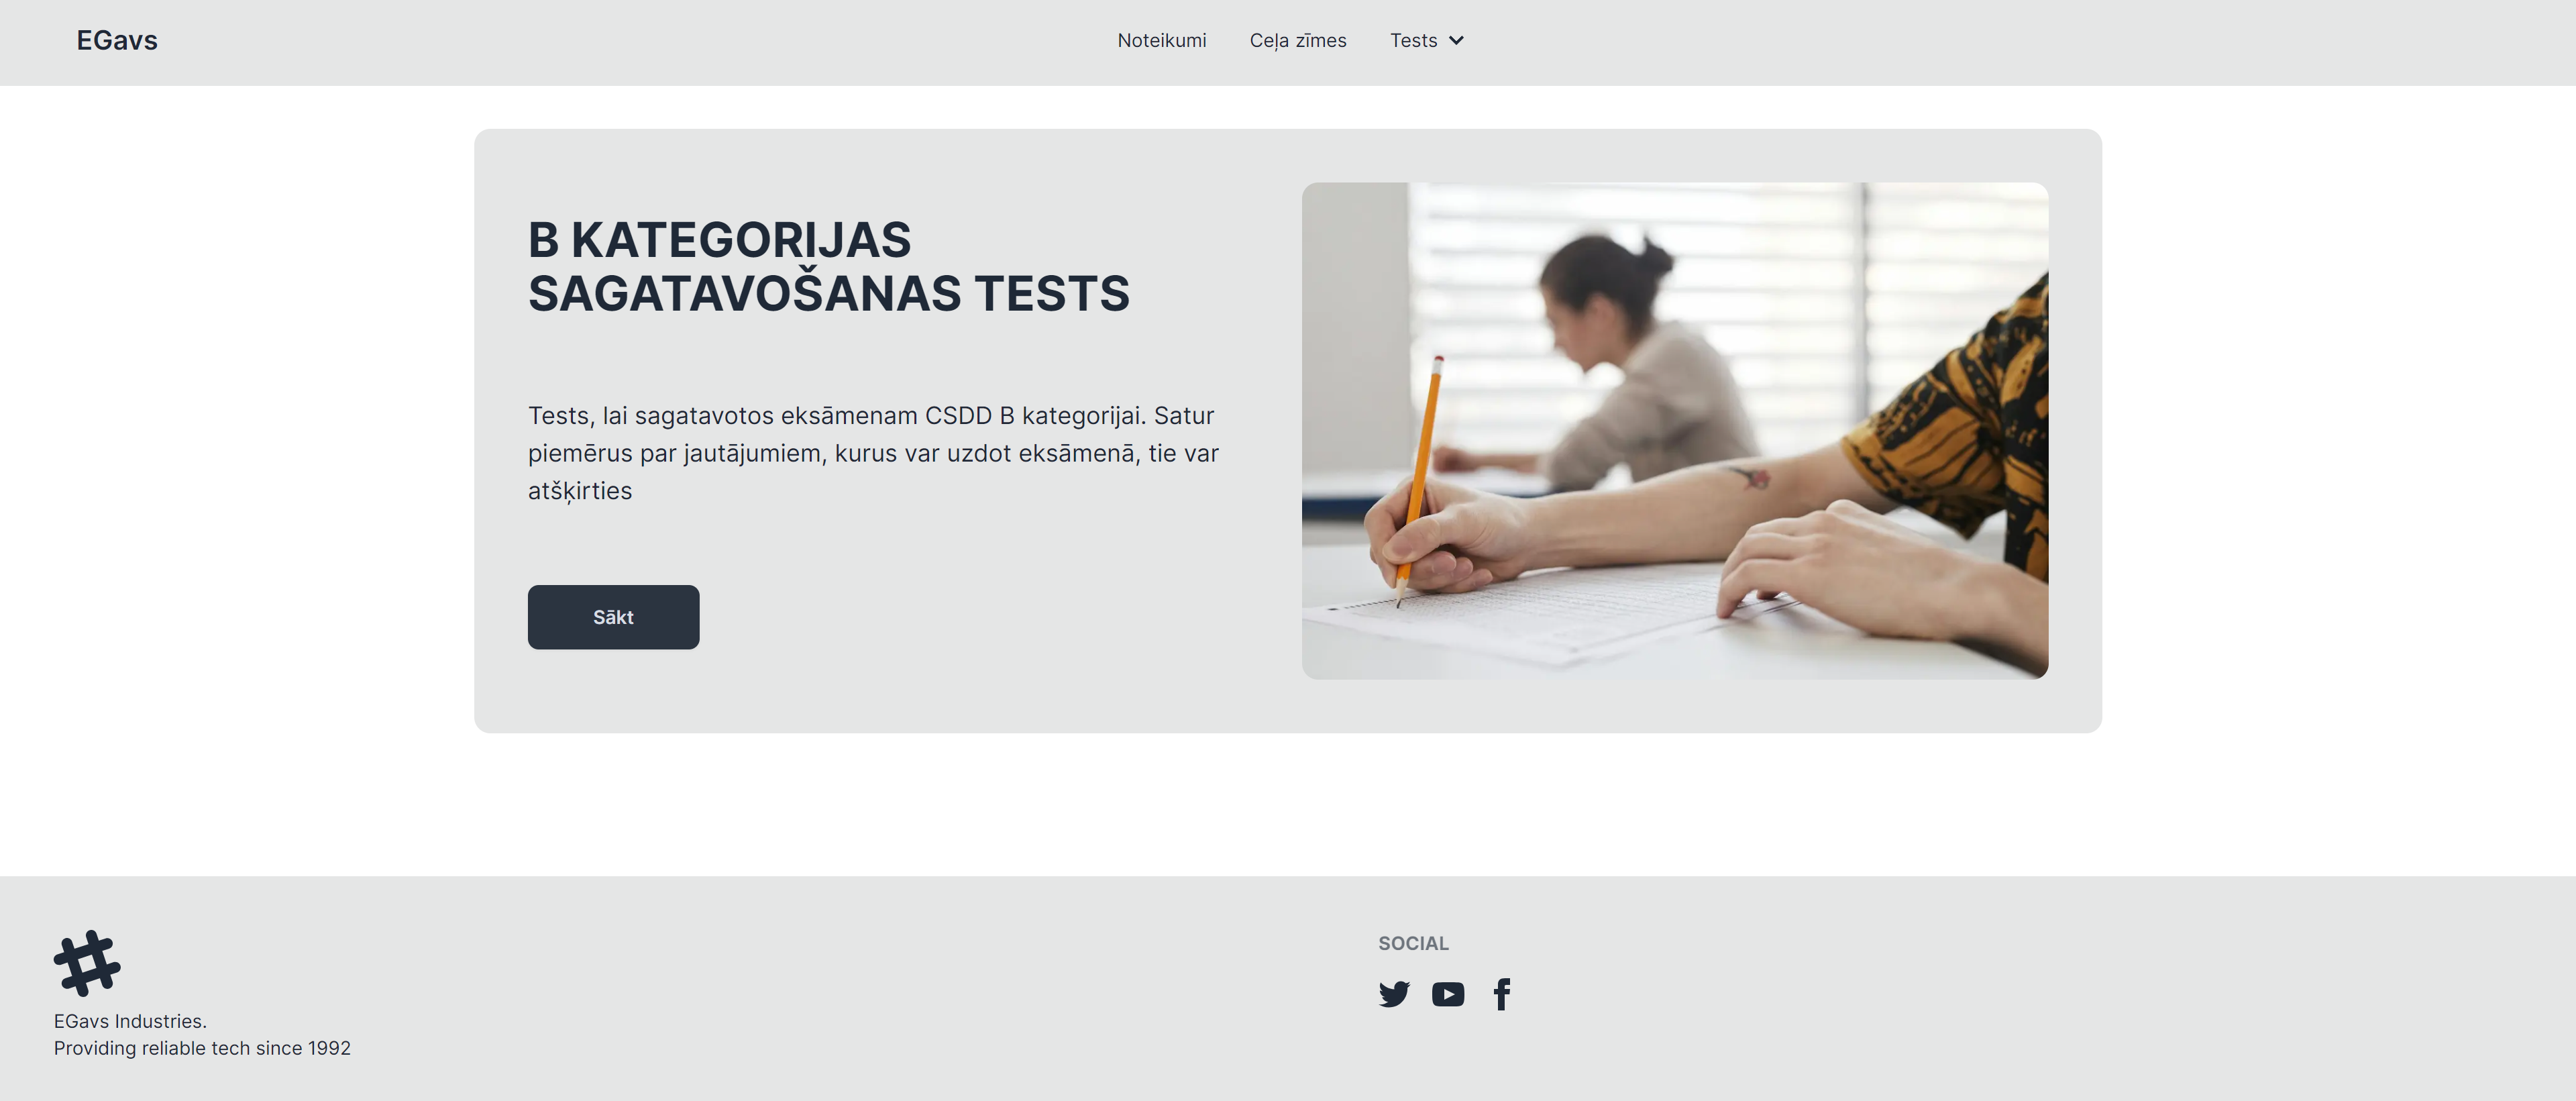 EGavs
Noteikumi
Ceļa zīmes
Tests
B KATEGORIJAS
SAGATAVOŠANAS TESTS
Tests, lai sagatavotos eksāmenam CSDD B kategorijai. Satur
piemērus par jautājumiem, kurus var uzdot eksāmenā, tie var
atšķirties
Sākt
EGavs Industries.
Providing reliable tech since 1992
SOCIAL